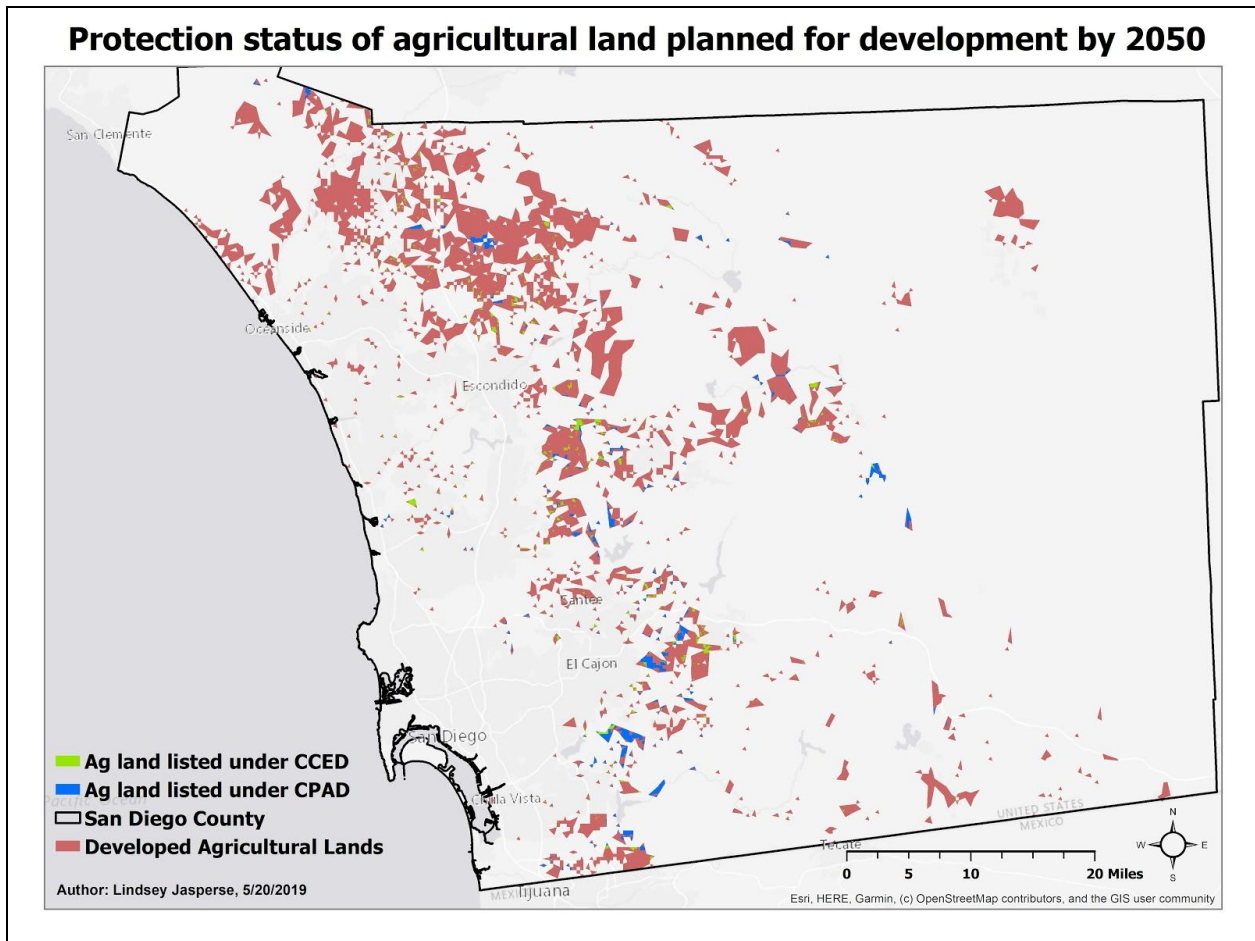 Protection status of agricultural land planned for development by 2050
San Clemente
Oceanside
Escondido
Santee
El Cajon
San Diego
Chula Vista
Pacific Ocean
Ag land listed under CCED
Ag land listed under CPAD
San Diego County
Developed Agricultural Lands
Author: Lindsey Jasperse, 5/20/2019
UNITED STATES
MEXICO
Tecate
Tijuana
N
W E
S
0 5 10 20 Miles
Esri, HERE, Garmin, (c) OpenStreetMap contributors, and the GIS user community